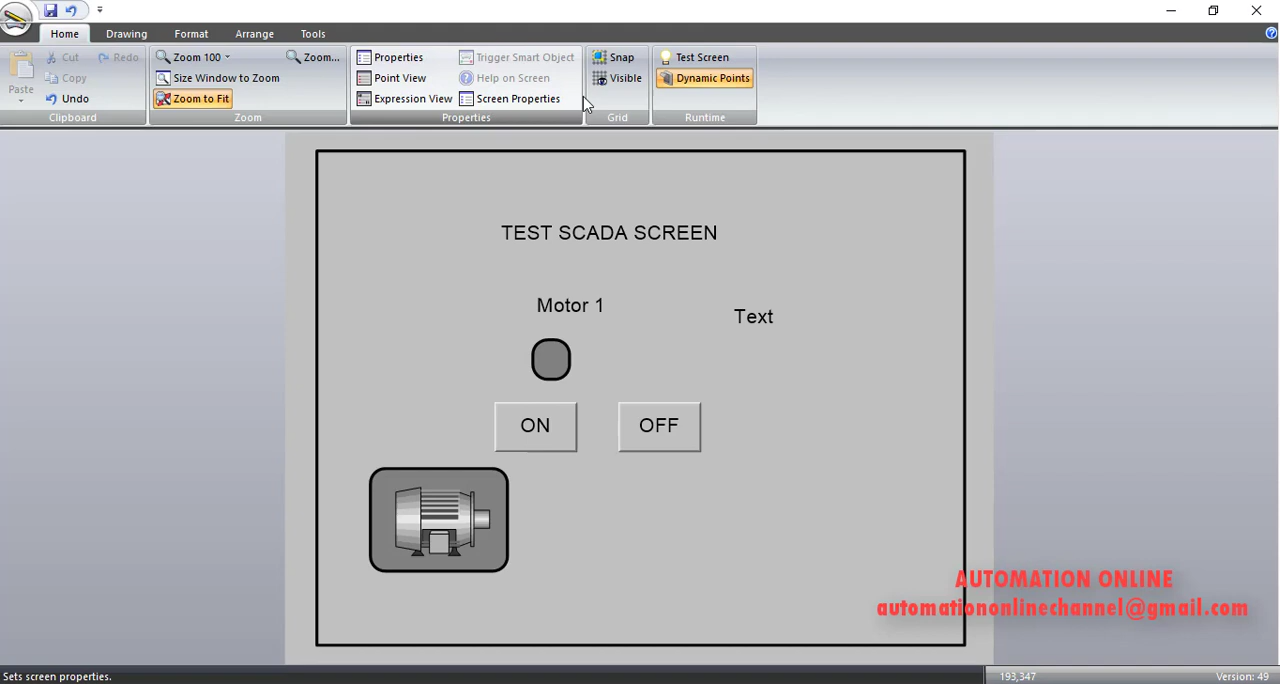 Home Drawing Format Arrange Tools
Paste
Cut
Redo
Copy
Undo
Clipboard
Zoom 100
Zoom...
Size Window to Zoom
Zoom to Fit
Zoom
Properties
Trigger Smart Object
Point View
Help on Screen
Expression View
Screen Properties
Properties
Snap
Visible
Grid
Test Screen
Dynamic Points
Runtime
TEST SCADA SCREEN
Motor 1
Text
ON OFF
AUTOMATION ONLINE
automationonlinechannel@gmail.com
Sets screen properties.
193,347
Version: 49